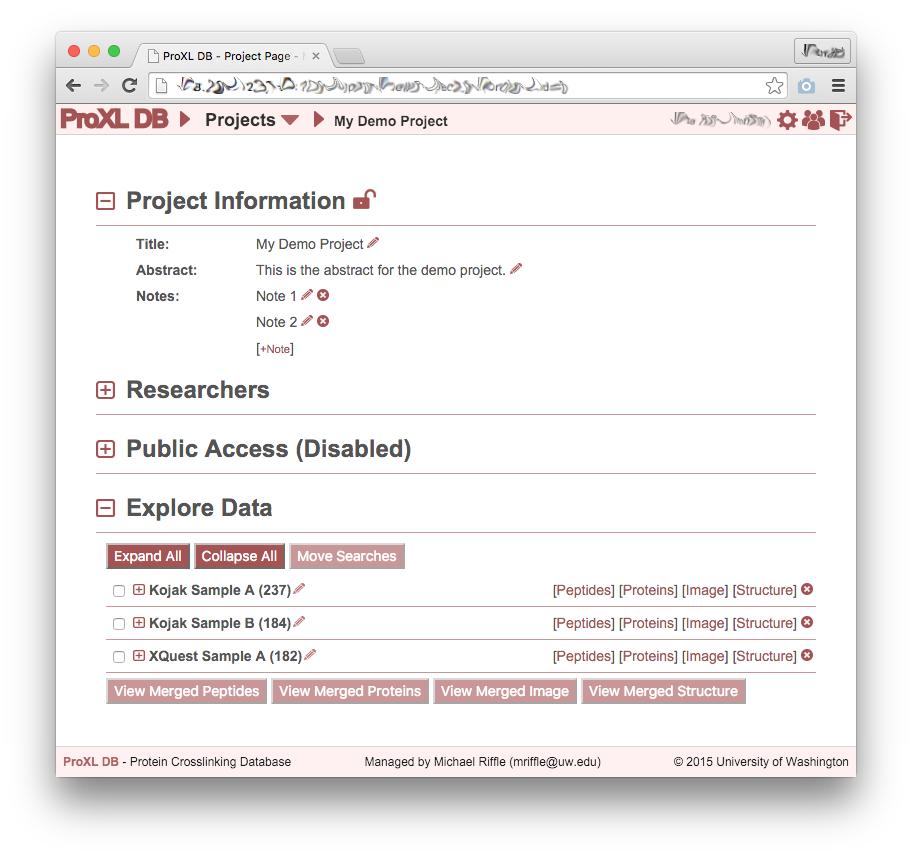 ProXL DB - Project Page -
ProXL DB Projects My Demo Project
Project Information
Title: My Demo Project
Abstract: This is the abstract for the demo project.
Notes: Note 1
Note 2
[+Note]
Researchers
Public Access (Disabled)
Explore Data
Expand All Collapse All Move Searches
Kojak Sample A (237) [Peptides] [Proteins] [Image] [Structure]
Kojak Sample B (184) [Peptides] [Proteins] [Image] [Structure]
XQuest Sample A (182) [Peptides] [Proteins] [Image] [Structure]
View Merged Peptides View Merged Proteins View Merged Image View Merged Structure
ProXL DB - Protein Crosslinking Database Managed by Michael Riffle (mriffle@uw.edu) © 2015 University of Washington